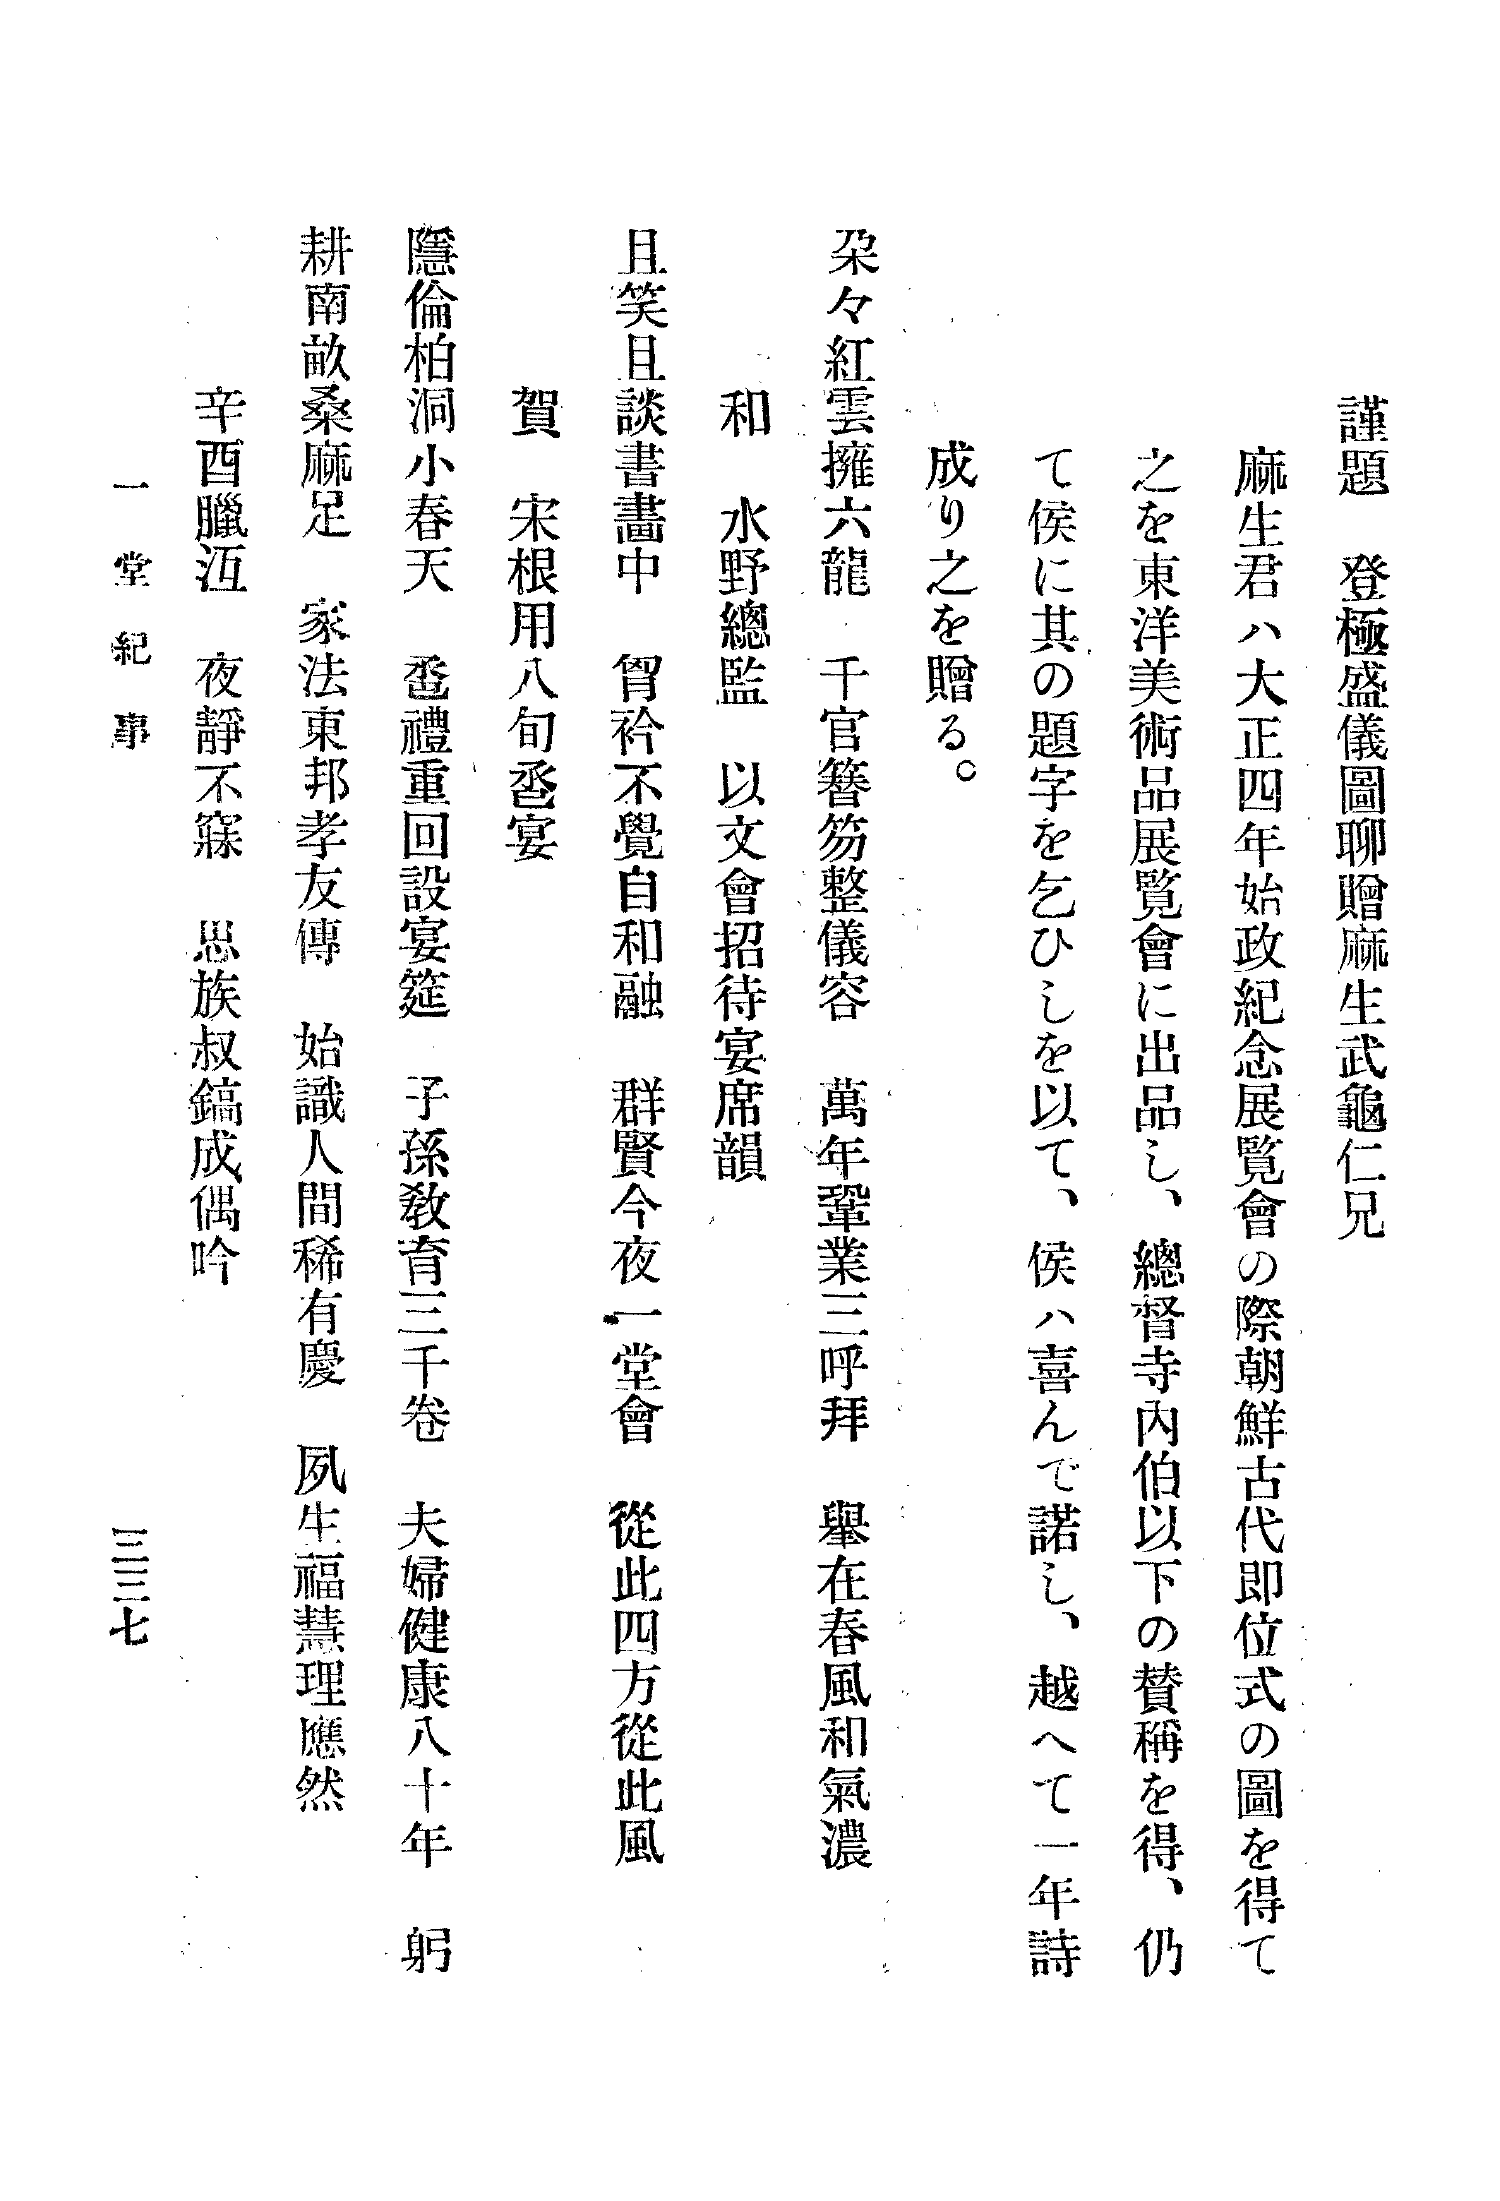 謹題　登極盛儀圖聊贈麻生武龜仁兄
麻生君ハ大正四年始政紀念展覧會の際朝鮮古代即位式の圖を得て
之を東洋美術品展覧會に出品し、總督寺內伯以下の賛稱を得、仍
て侯に其の題字を乞ひしを以て、侯ハ喜んで諾し、越へて一年詩
成り之を贈る。
朶々紅雲擁六龍　千官簪笏整儀容　萬年鞏業三呼拜　擧在春風和氣濃
和　水野總監　以文會招待宴席韻
且笑且談書畵中　胷衿不覺自和融　群賢今夜一堂會　從此四方從此風
賀　宋根用八旬卺宴
隱倫柏洞小春天　卺禮重回設宴筵　子孫敎育三千卷　夫婦健康八十年　躬
耕南畝桑麻足　家法東邦孝友傳　始識人間稀有慶　夙生福慧理應然
辛酉臘沍　夜靜不寐　思族叔鎬成偶吟
一堂紀事
三三七